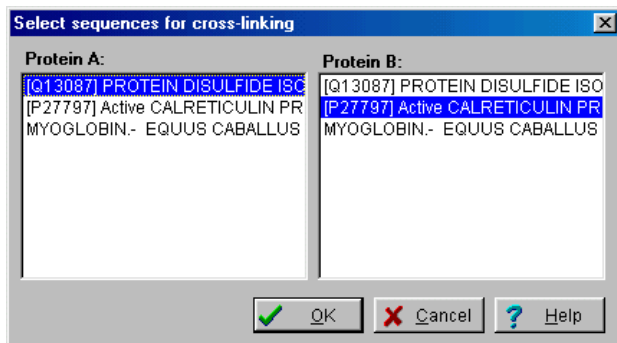 Select sequences for cross-linking
Protein A:
[Q13087] PROTEIN DISULFIDE ISO
[P27797] Active CALRETICULIN PR
MYOGLOBIN.- EQUUS CABALLUS
Protein B:
[Q13087] PROTEIN DISULFIDE ISO
[P27797] Active CALRETICULIN PR
MYOGLOBIN.- EQUUS CABALLUS
OK
Cancel
Help